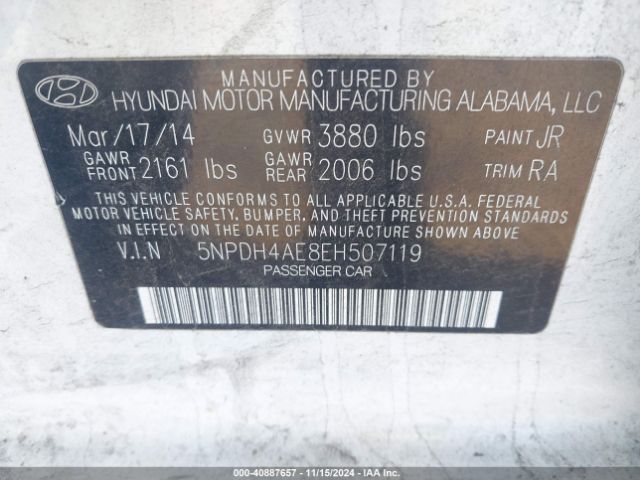 MANUFACTURED BY
HYUNDAI MOTOR MANUFACTURING ALABAMA, LLC
Mar/17/14 GVWR 3880 lbs PAINT JR
GAWR FRONT 2161 lbs GAWR REAR 2006 lbs TRIM RA
THIS VEHICLE CONFORMS TO ALL APPLICABLE U.S.A. FEDERAL
MOTOR VEHICLE SAFETY, BUMPER, AND THEFT PREVENTION STANDARDS
IN EFFECT ON THE DATE OF MANUFACTURE SHOWN ABOVE.
V.I.N 5NPDH4AE8EH507119
PASSENGER CAR
000-40887657 - 11/15/2024 - IAAI.COM